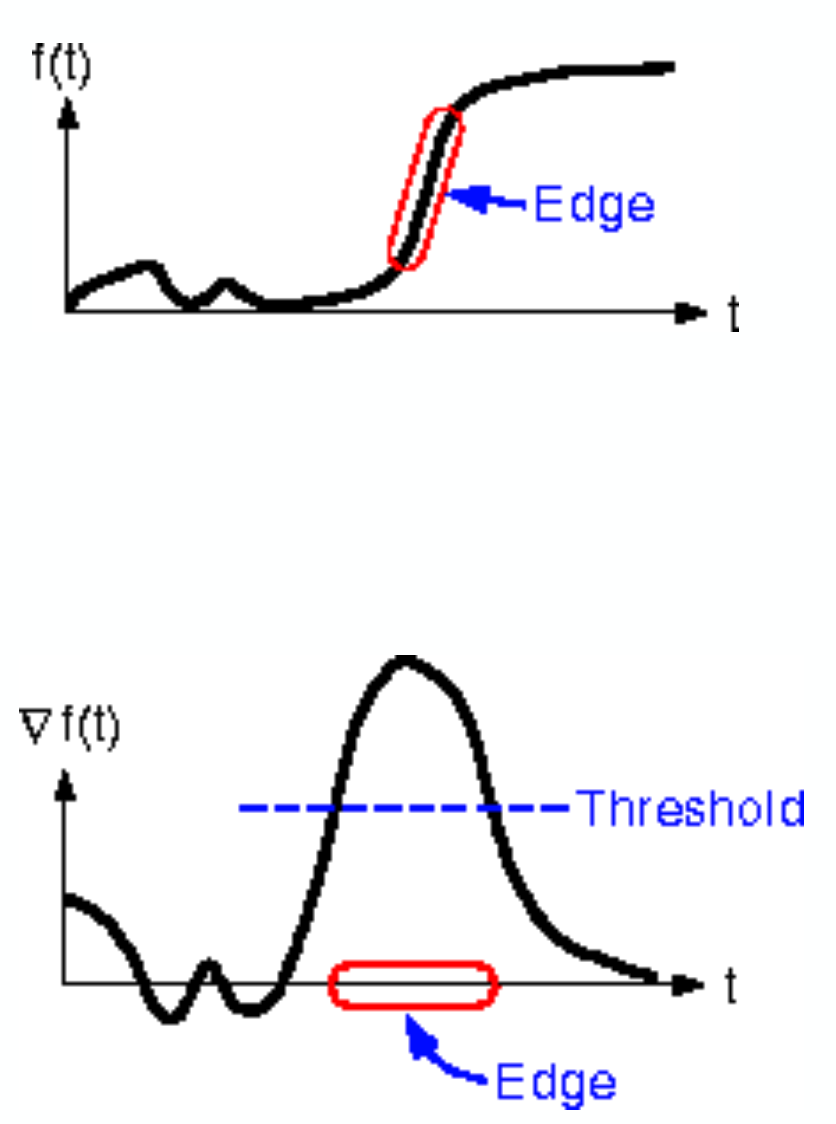 f(t)
Edge
t
∇ f(t)
Threshold
t
Edge